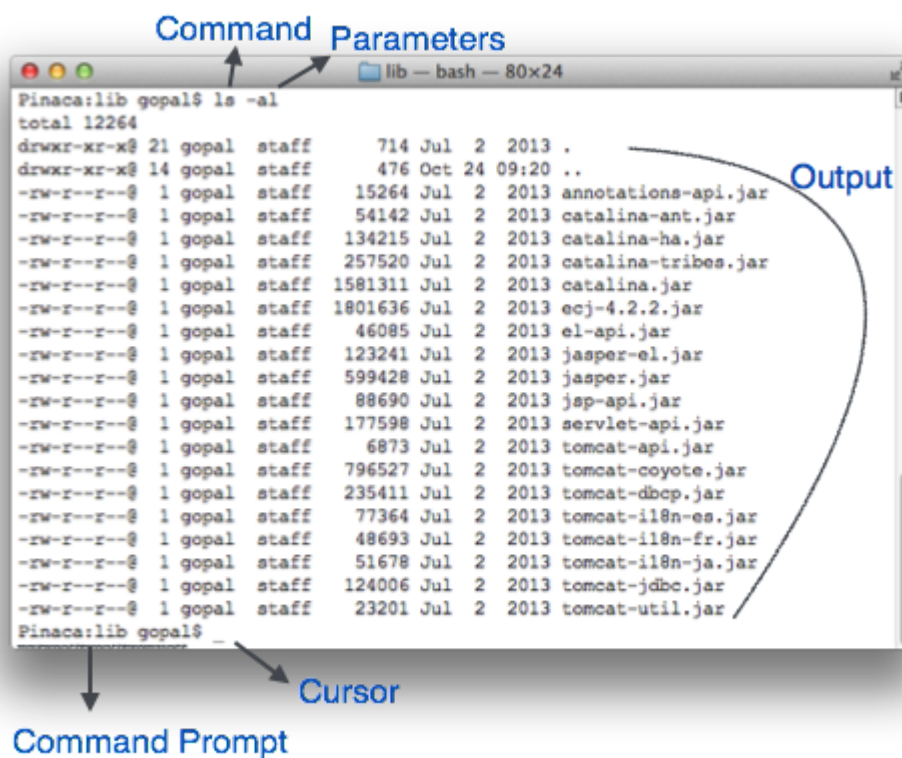 Command Parameters
lib — bash — 80×24
Pinaca:lib gopal$ ls -al
total 12264
drwxr-xr-x@ 21 gopal staff 714 Jul 2 2013 .
drwxr-xr-x@ 14 gopal staff 476 Oct 24 09:20 ..
Output
-rw-r--r--@ 1 gopal staff 15264 Jul 2 2013 annotations-api.jar
-rw-r--r--@ 1 gopal staff 54142 Jul 2 2013 catalina-ant.jar
-rw-r--r--@ 1 gopal staff 134215 Jul 2 2013 catalina-ha.jar
-rw-r--r--@ 1 gopal staff 257520 Jul 2 2013 catalina-tribes.jar
-rw-r--r--@ 1 gopal staff 1581311 Jul 2 2013 catalina.jar
-rw-r--r--@ 1 gopal staff 1801636 Jul 2 2013 ecj-4.2.2.jar
-rw-r--r--@ 1 gopal staff 46085 Jul 2 2013 el-api.jar
-rw-r--r--@ 1 gopal staff 123241 Jul 2 2013 jasper-el.jar
-rw-r--r--@ 1 gopal staff 599428 Jul 2 2013 jasper.jar
-rw-r--r--@ 1 gopal staff 88690 Jul 2 2013 jsp-api.jar
-rw-r--r--@ 1 gopal staff 177598 Jul 2 2013 servlet-api.jar
-rw-r--r--@ 1 gopal staff 6873 Jul 2 2013 tomcat-api.jar
-rw-r--r--@ 1 gopal staff 796527 Jul 2 2013 tomcat-coyote.jar
-rw-r--r--@ 1 gopal staff 235411 Jul 2 2013 tomcat-dbcp.jar
-rw-r--r--@ 1 gopal staff 77364 Jul 2 2013 tomcat-i18n-es.jar
-rw-r--r--@ 1 gopal staff 48693 Jul 2 2013 tomcat-i18n-fr.jar
-rw-r--r--@ 1 gopal staff 51678 Jul 2 2013 tomcat-i18n-ja.jar
-rw-r--r--@ 1 gopal staff 124006 Jul 2 2013 tomcat-jdbc.jar
-rw-r--r--@ 1 gopal staff 23201 Jul 2 2013 tomcat-util.jar
Pinaca:lib gopal$ _
Cursor
Command Prompt